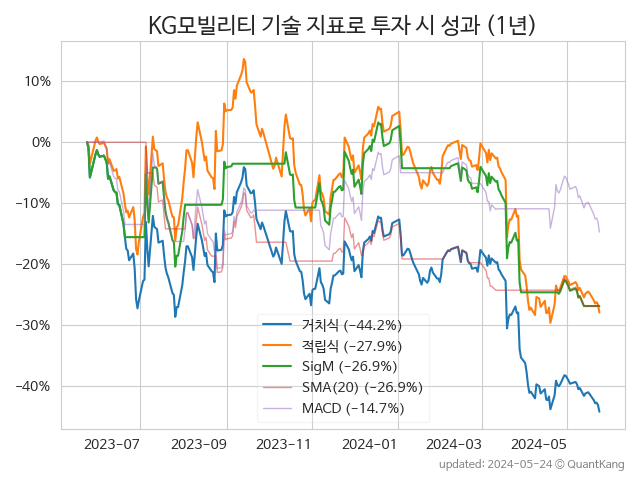 KG모빌리티 기술 지표로 투자 시 성과 (1년)
10%
0%
−10%
−20%
−30%
−40%
거치식 (−44.2%)
적립식 (−27.9%)
SigM (−26.9%)
SMA(20) (−26.9%)
MACD (−14.7%)
2023−07 2023−09 2023−11 2024−01 2024−03 2024−05
updated: 2024-05-24 © QuantKang